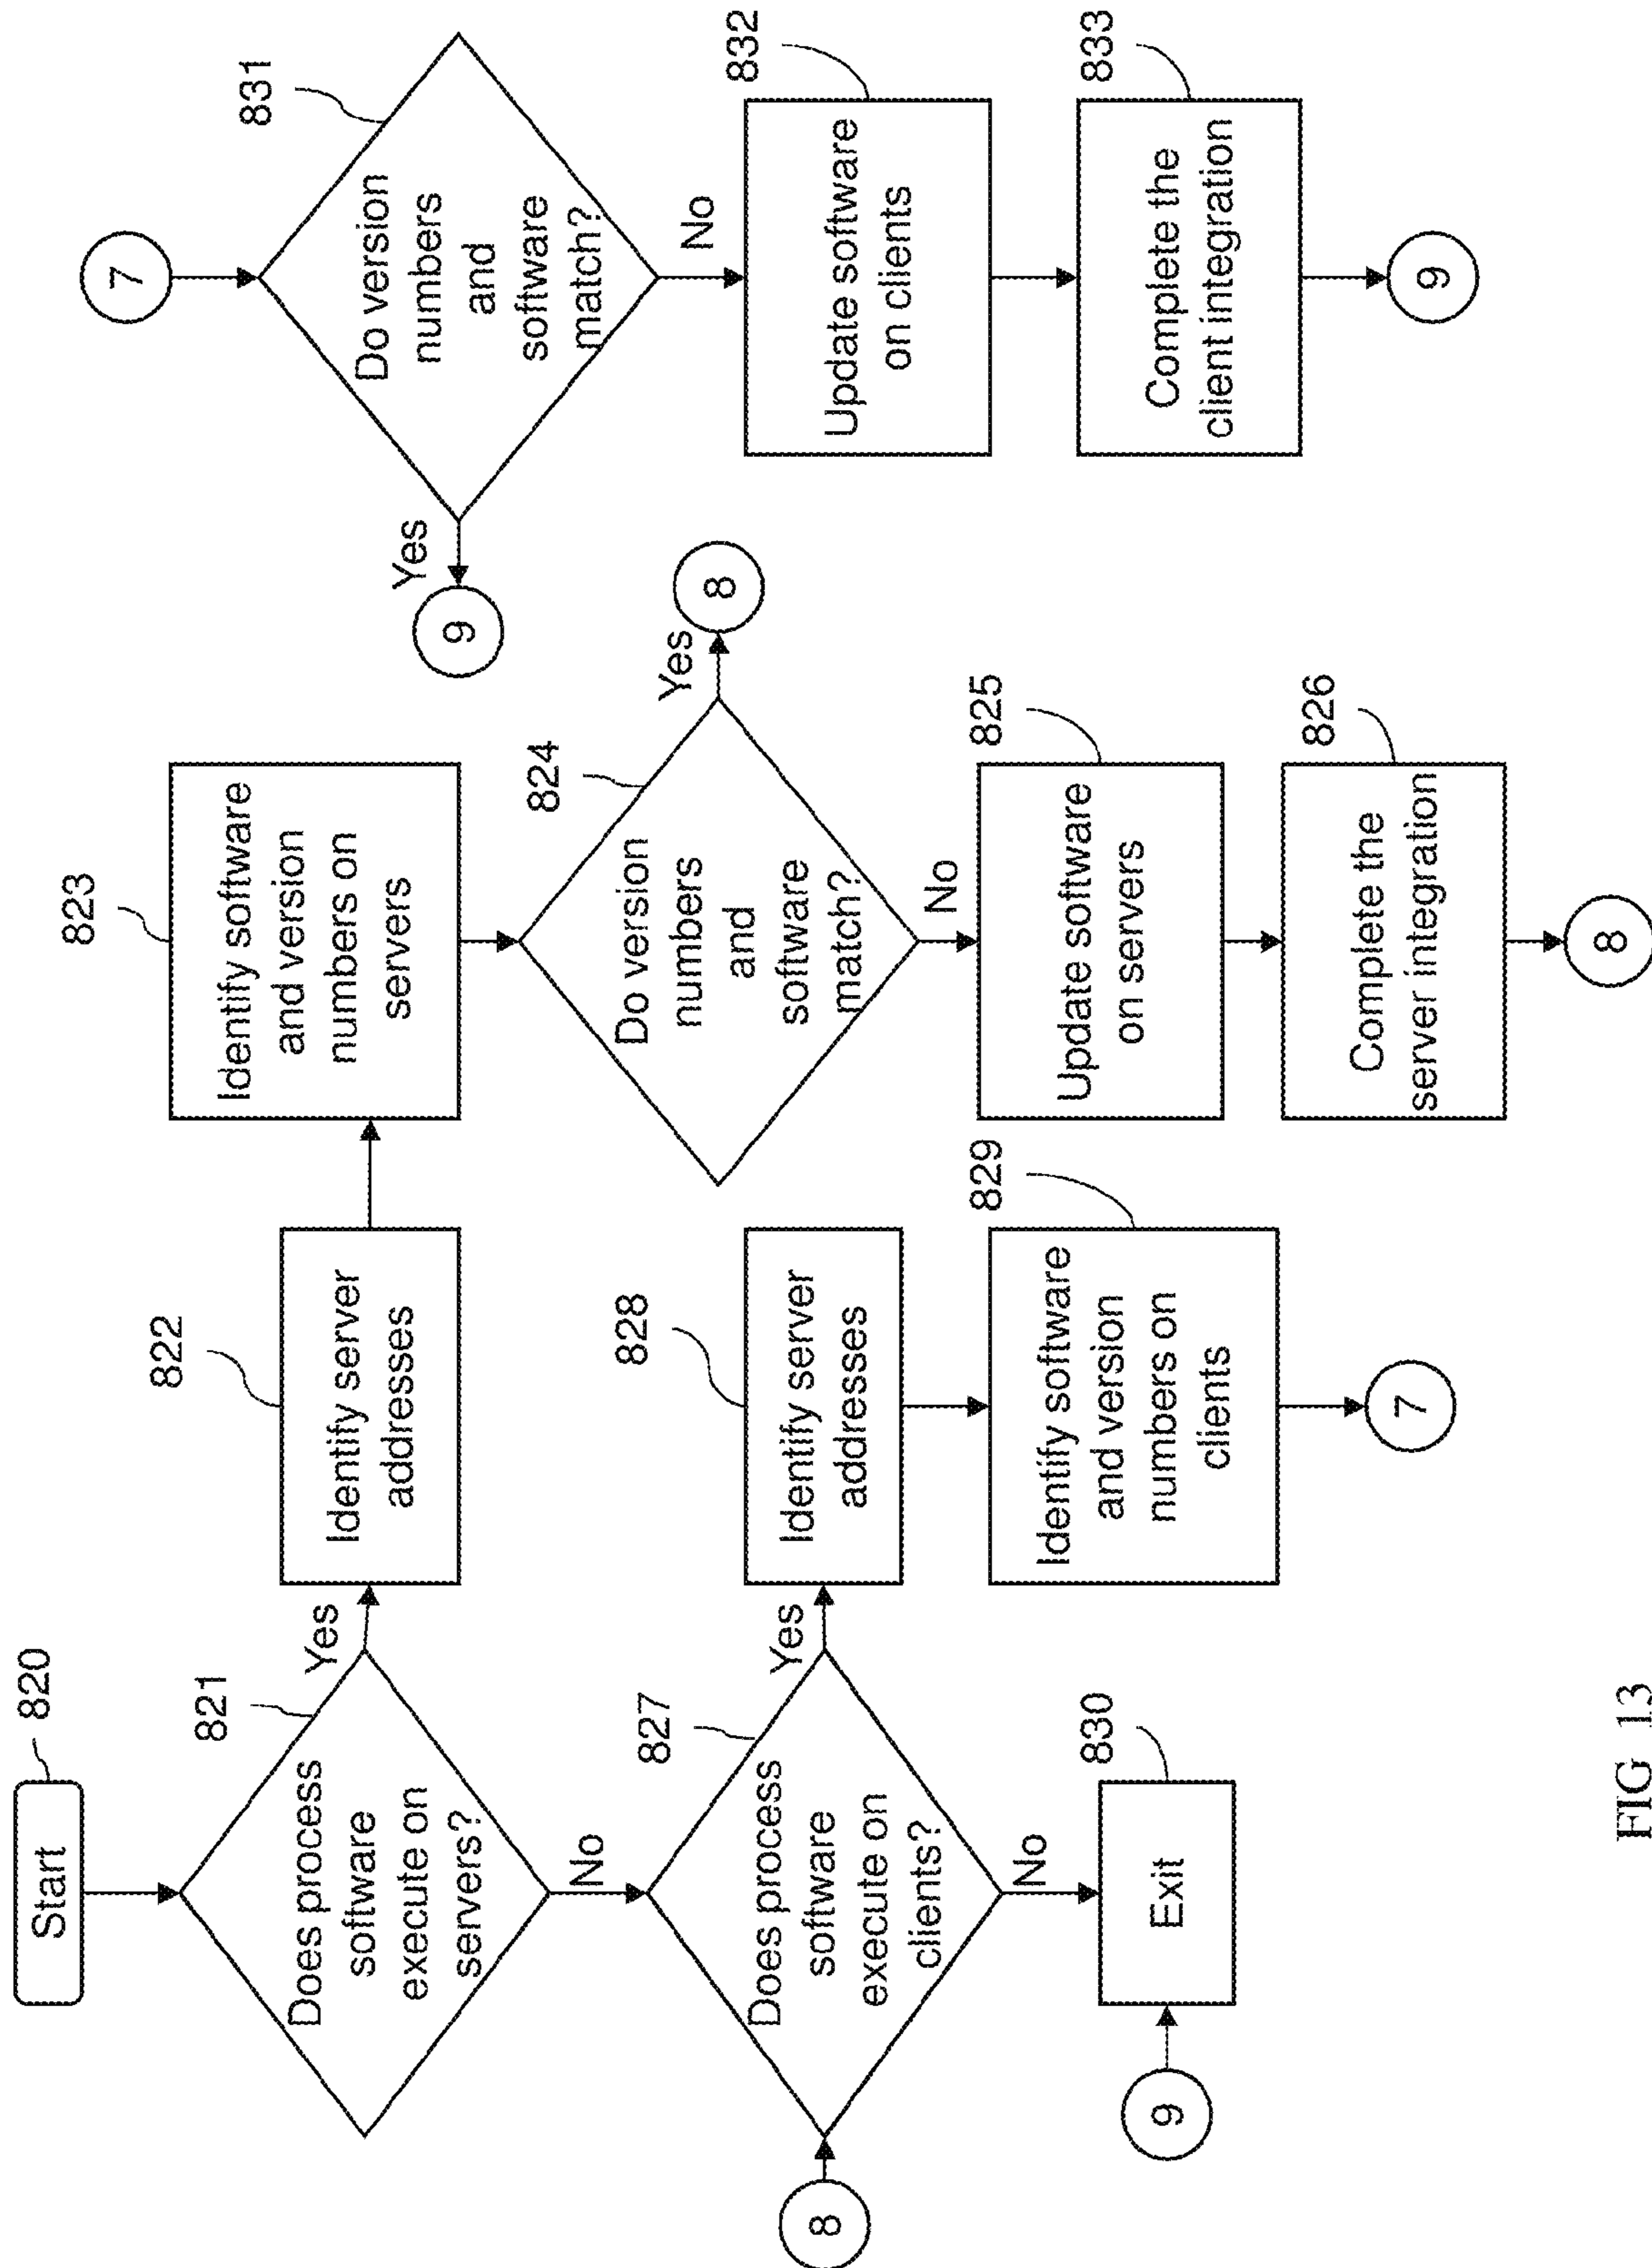 820
Start
821
Does process
software
execute on
servers?
Yes
No
822
Identify server
addresses
823
Identify software
and version
numbers on
servers
824
Do version
numbers
and
software
match?
Yes
8
No
825
Update software
on servers
826
Complete the
server integration
8
8
827
Does process
software
execute on
clients?
Yes
No
828
Identify server
addresses
829
Identify software
and version
numbers on
clients
7
9
830
Exit
7
831
Do version
numbers
and
software
match?
Yes
9
No
832
Update software
on clients
833
Complete the
client integration
9
FIG 13